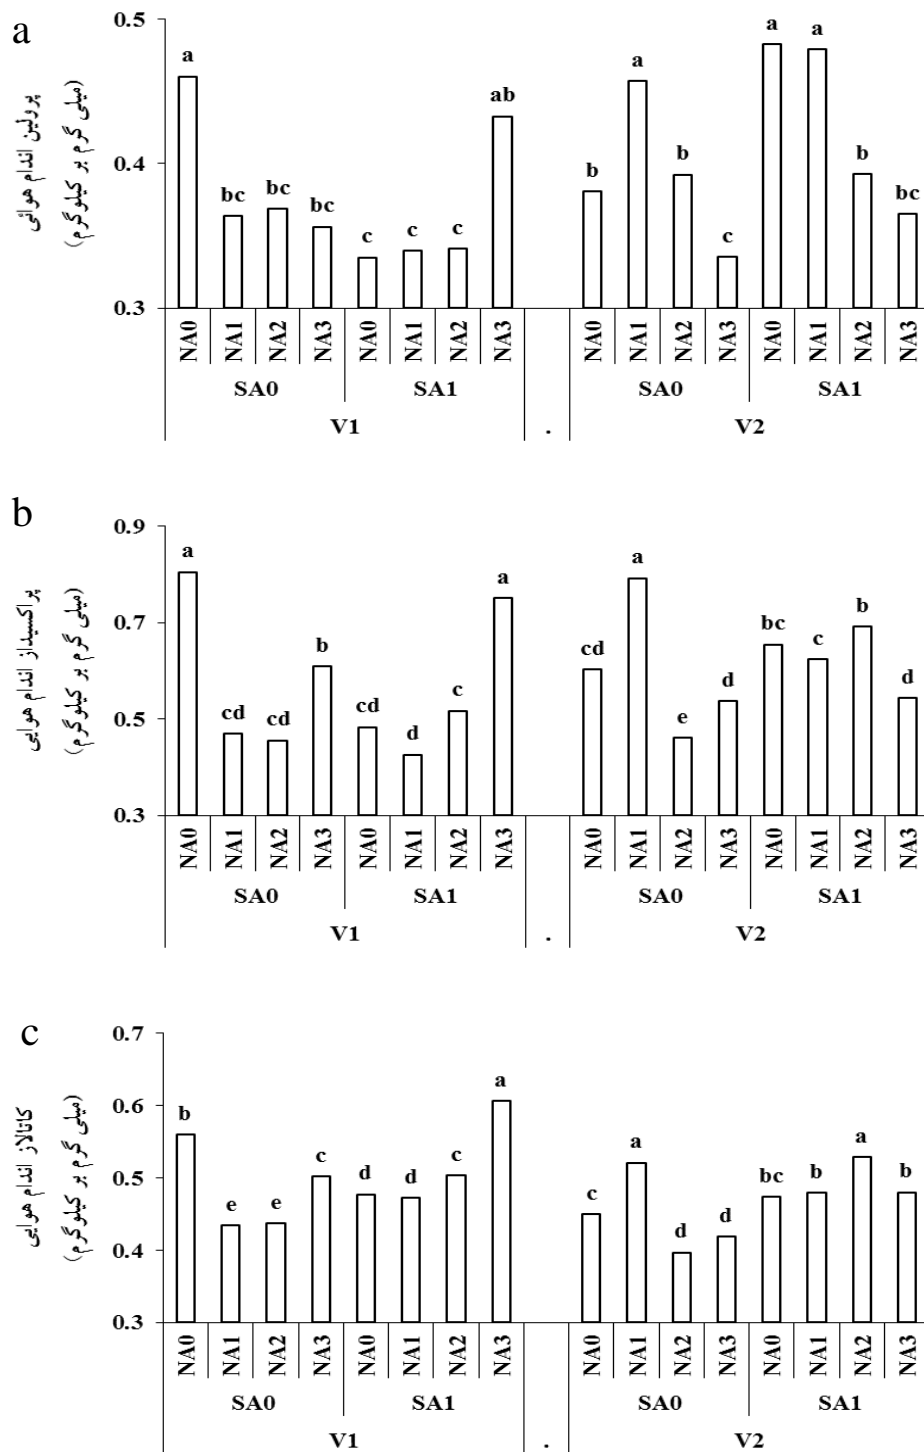 a
پرولین اندام هوائی
(میلی گرم بر کیلوگرم)
0.5
0.4
0.3
a bc bc bc c c c ab b a b c a a b bc
NA0 NA1 NA2 NA3 NA0 NA1 NA2 NA3 NA0 NA1 NA2 NA3 NA0 NA1 NA2 NA3
SA0 SA1 SA0 SA1
V1 . V2
b
پراکسیداز اندام هوایی
(میلی گرم بر کیلوگرم)
0.9
0.7
0.5
0.3
a cd cd b cd d c a cd a e d bc c b d
NA0 NA1 NA2 NA3 NA0 NA1 NA2 NA3 NA0 NA1 NA2 NA3 NA0 NA1 NA2 NA3
SA0 SA1 SA0 SA1
V1 . V2
c
کاتالاز اندام هوایی
(میلی گرم بر کیلوگرم)
0.7
0.6
0.5
0.4
0.3
b e e c d d c a c a d d bc b a b
NA0 NA1 NA2 NA3 NA0 NA1 NA2 NA3 NA0 NA1 NA2 NA3 NA0 NA1 NA2 NA3
SA0 SA1 SA0 SA1
V1 . V2